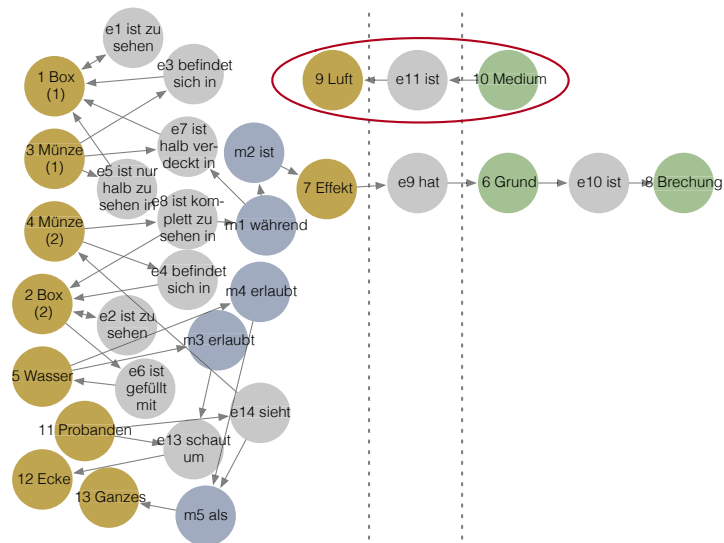 e1 ist zu
sehen
1 Box
(1)
e3 befindet
sich in
9 Luft
e11 ist
10 Medium
3 Münze
(1)
e7 ist
halb ver-
deckt in
m2 ist
e5 ist nur
halb zu
sehen in
7 Effekt
e9 hat
6 Grund
e10 ist
8 Brechung
4 Münze
(2)
e8 ist kom-
plett zu
sehen in
m1 während
e4 befindet
sich in
m4 erlaubt
2 Box
(2)
e2 ist zu
sehen
m3 erlaubt
5 Wasser
e6 ist
gefüllt
mit
11 Probanden
e14 sieht
e13 schaut
um
12 Ecke
13 Ganzes
m5 als